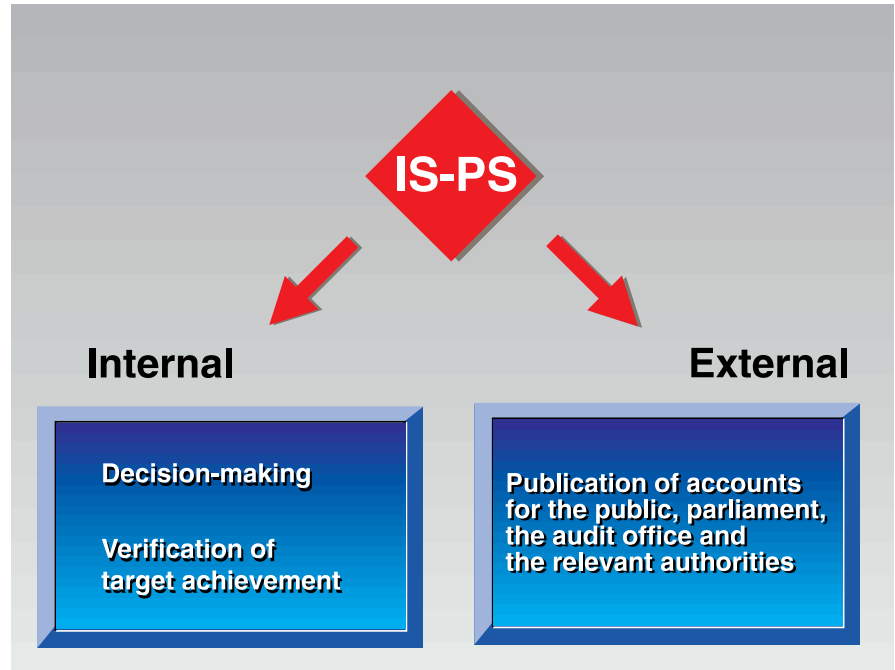 IS-PS
Internal
External
Decision-making
Verification of
target achievement
Publication of accounts
for the public, parliament,
the audit office and
the relevant authorities